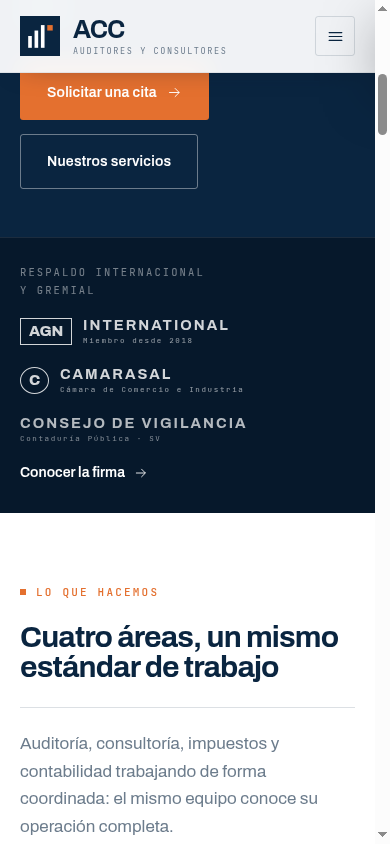 ACC
AUDITORES Y CONSULTORES
Solicitar una cita
Nuestros servicios
RESPALDO INTERNACIONAL
Y GREMIAL
AGN INTERNATIONAL
Miembro desde 2018
C CAMARASAL
Cámara de Comercio e Industria
CONSEJO DE VIGILANCIA
Contaduría Pública · SV
Conocer la firma
LO QUE HACEMOS
Cuatro áreas, un mismo
estándar de trabajo
Auditoría, consultoría, impuestos y
contabilidad trabajando de forma
coordinada: el mismo equipo conoce su
operación completa.